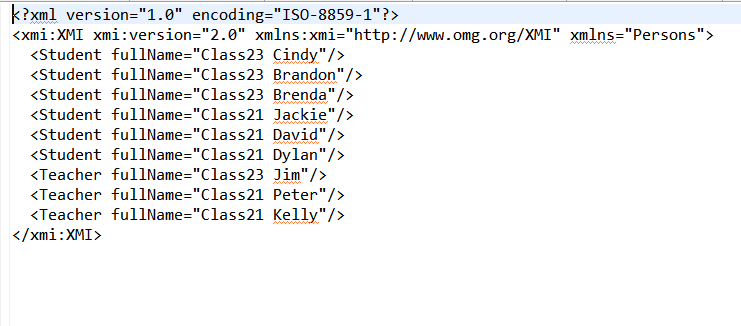 <?xml version="1.0" encoding="ISO-8859-1"?>
<xmi:XMI xmi:version="2.0" xmlns:xmi="http://www.omg.org/XMI" xmlns="Persons">
  <Student fullName="Class23 Cindy"/>
  <Student fullName="Class23 Brandon"/>
  <Student fullName="Class23 Brenda"/>
  <Student fullName="Class21 Jackie"/>
  <Student fullName="Class21 David"/>
  <Student fullName="Class21 Dylan"/>
  <Teacher fullName="Class23 Jim"/>
  <Teacher fullName="Class21 Peter"/>
  <Teacher fullName="Class21 Kelly"/>
</xmi:XMI>